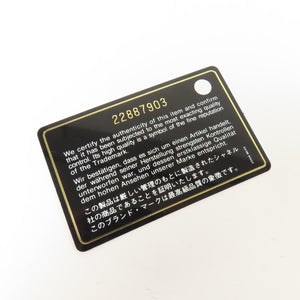 22887903
We certify the authenticity of this item and confirm
that it has been subjected to the most exacting quality
control. Its high quality is a symbol of the fine reputation
of the Trademark.
Wir bestätigen, dass es sich um einen Artikel handelt,
der während seiner Herstellung strengsten Kontrollen
unterworfen war und dessen erstklassige Qualität
dem hohen Ansehen unserer Marke entspricht.
この製品は厳しい管理のもとに製造されたシャネル
社の商品であることを証明いたします。
このブランド・マークは最高級品質の象徴です。